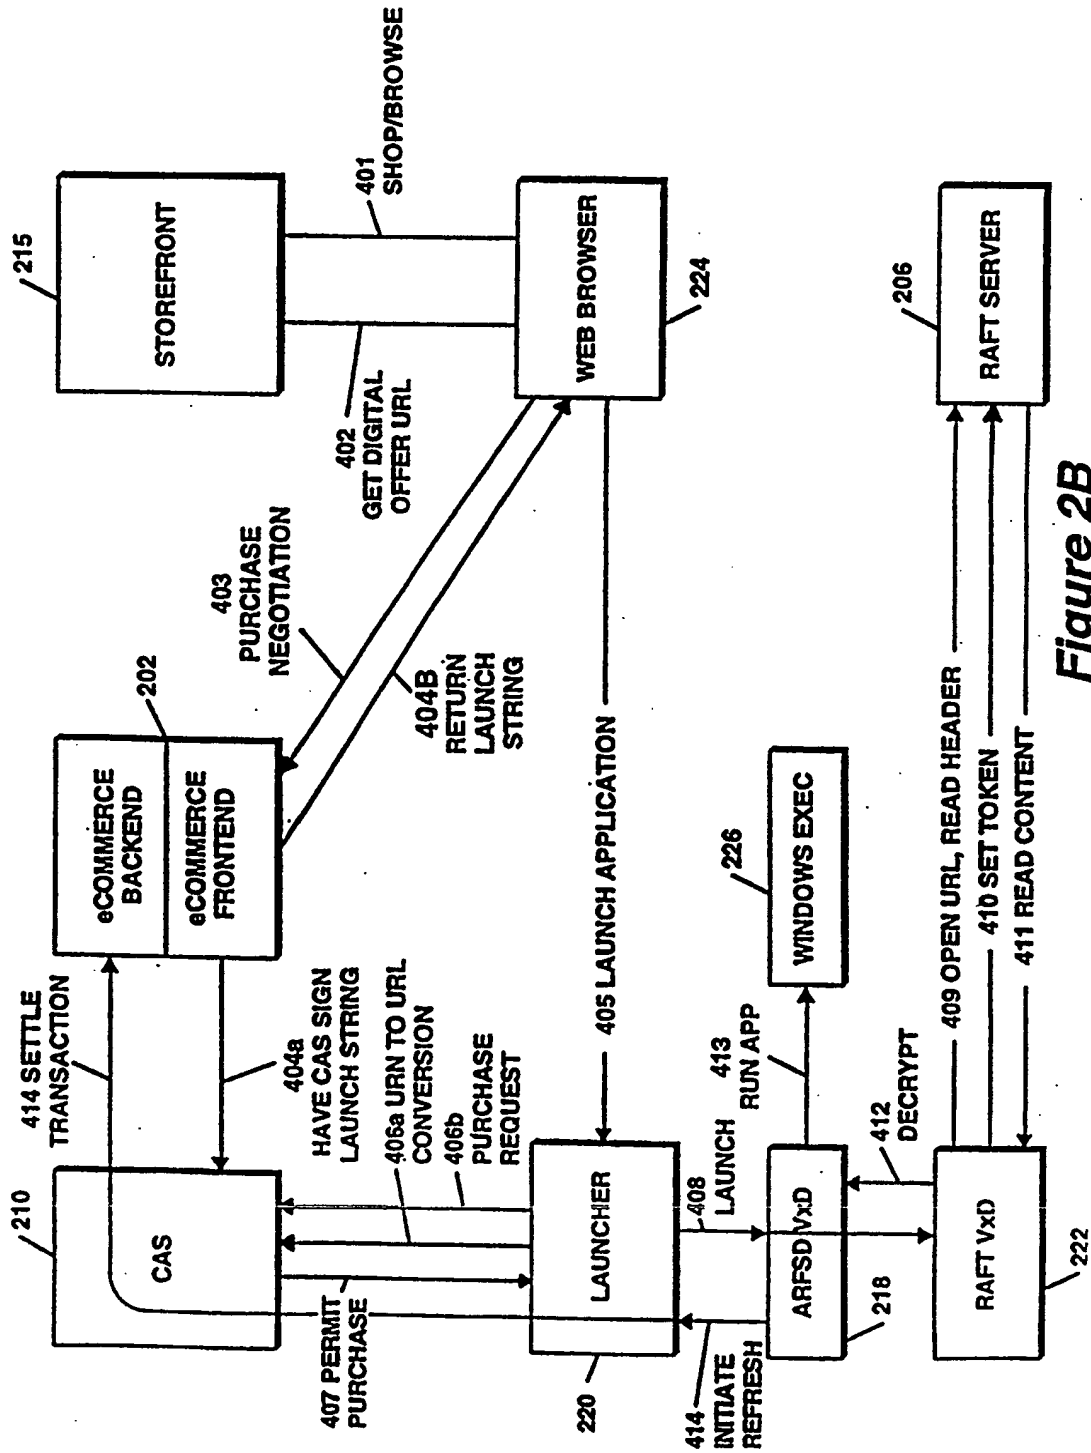 414 SETTLE
TRANSACTION
210
CAS
eCOMMERCE
BACKEND
eCOMMERCE
FRONTEND
202
215
STOREFRONT
404a
HAVE CAS SIGN
LAUNCH STRING
406a URN TO URL
CONVERSION
406b
PURCHASE
REQUEST
407 PERMIT
PURCHASE
403
PURCHASE
NEGOTIATION
404B
RETURN
LAUNCH
STRING
402
GET DIGITAL
OFFER URL
401
SHOP/BROWSE
220
LAUNCHER
405 LAUNCH APPLICATION
WEB BROWSER
224
414
INITIATE
REFRESH
408
LAUNCH
413
RUN APP
226
WINDOWS EXEC
ARFSD VxD
218
412
DECRYPT
RAFT VxD
222
409 OPEN URL, READ HEADER
410 SET TOKEN
411 READ CONTENT
206
RAFT SERVER
Figure 2B